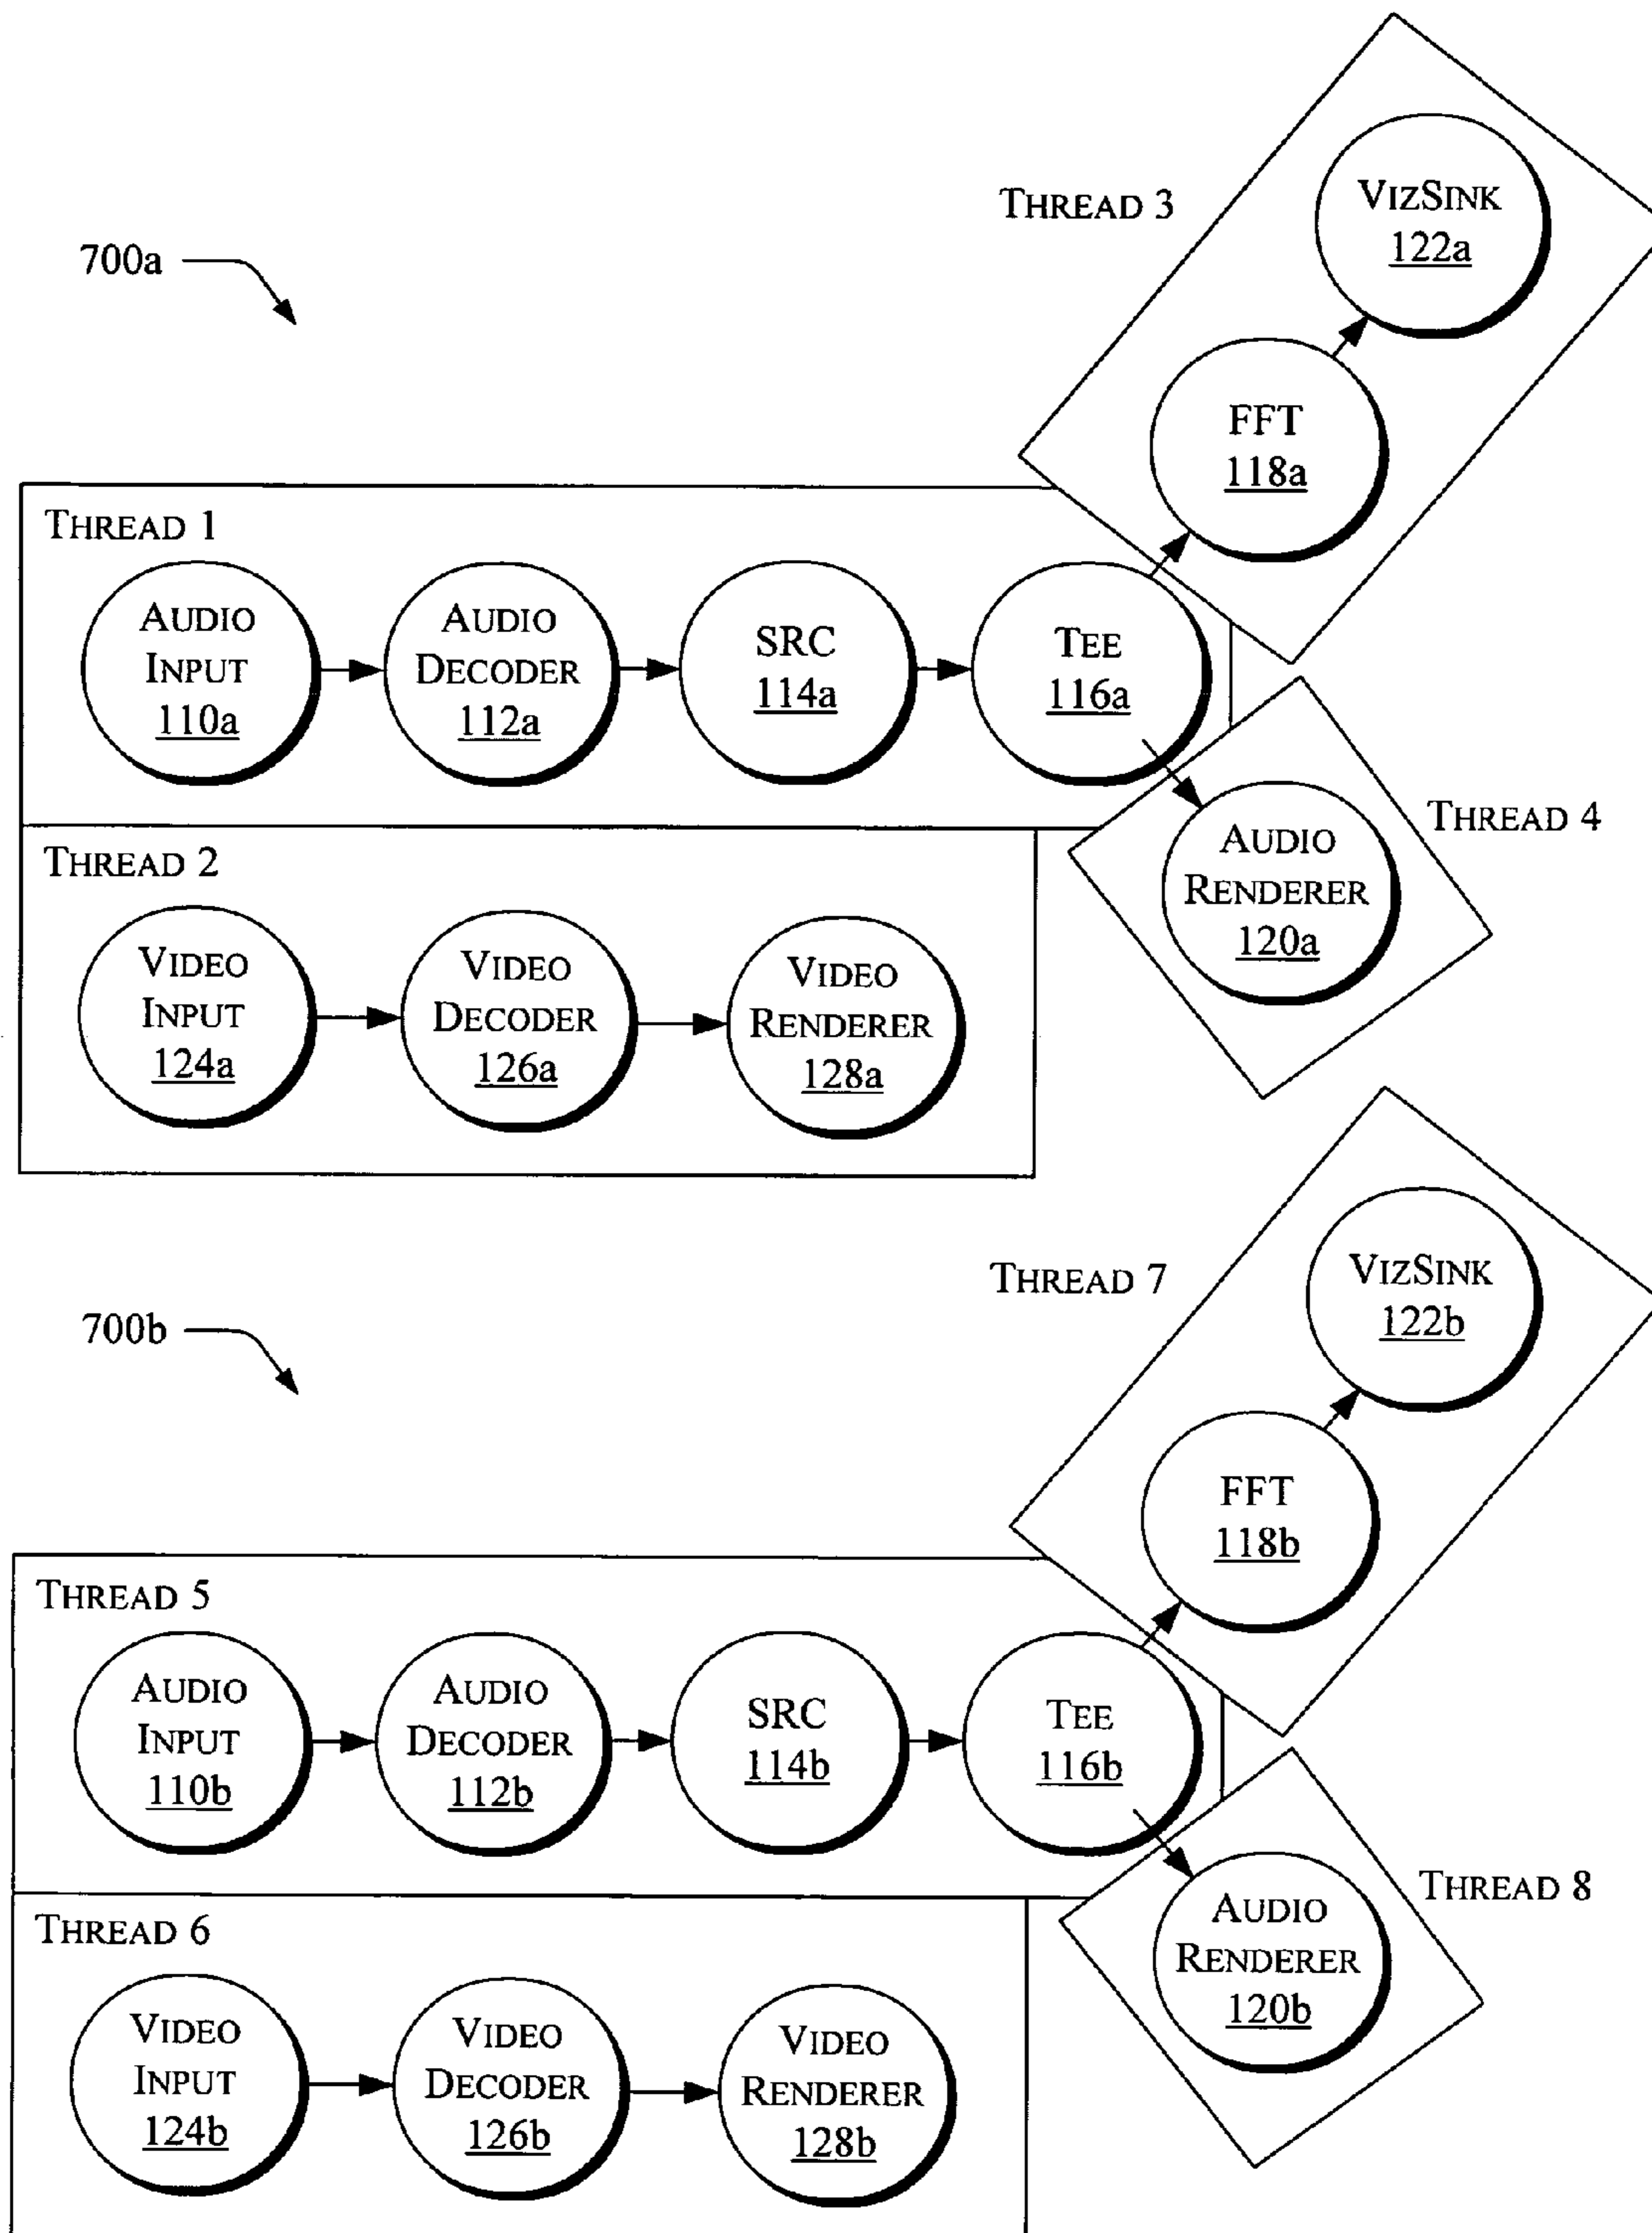 THREAD 3
VIZSINK
122a
700a
FFT
118a
THREAD 1
AUDIO
INPUT
110a
AUDIO
DECODER
112a
SRC
114a
TEE
116a
THREAD 4
AUDIO
RENDERER
120a
THREAD 2
VIDEO
INPUT
124a
VIDEO
DECODER
126a
VIDEO
RENDERER
128a
THREAD 7
VIZSINK
122b
700b
FFT
118b
THREAD 5
AUDIO
INPUT
110b
AUDIO
DECODER
112b
SRC
114b
TEE
116b
THREAD 8
AUDIO
RENDERER
120b
THREAD 6
VIDEO
INPUT
124b
VIDEO
DECODER
126b
VIDEO
RENDERER
128b